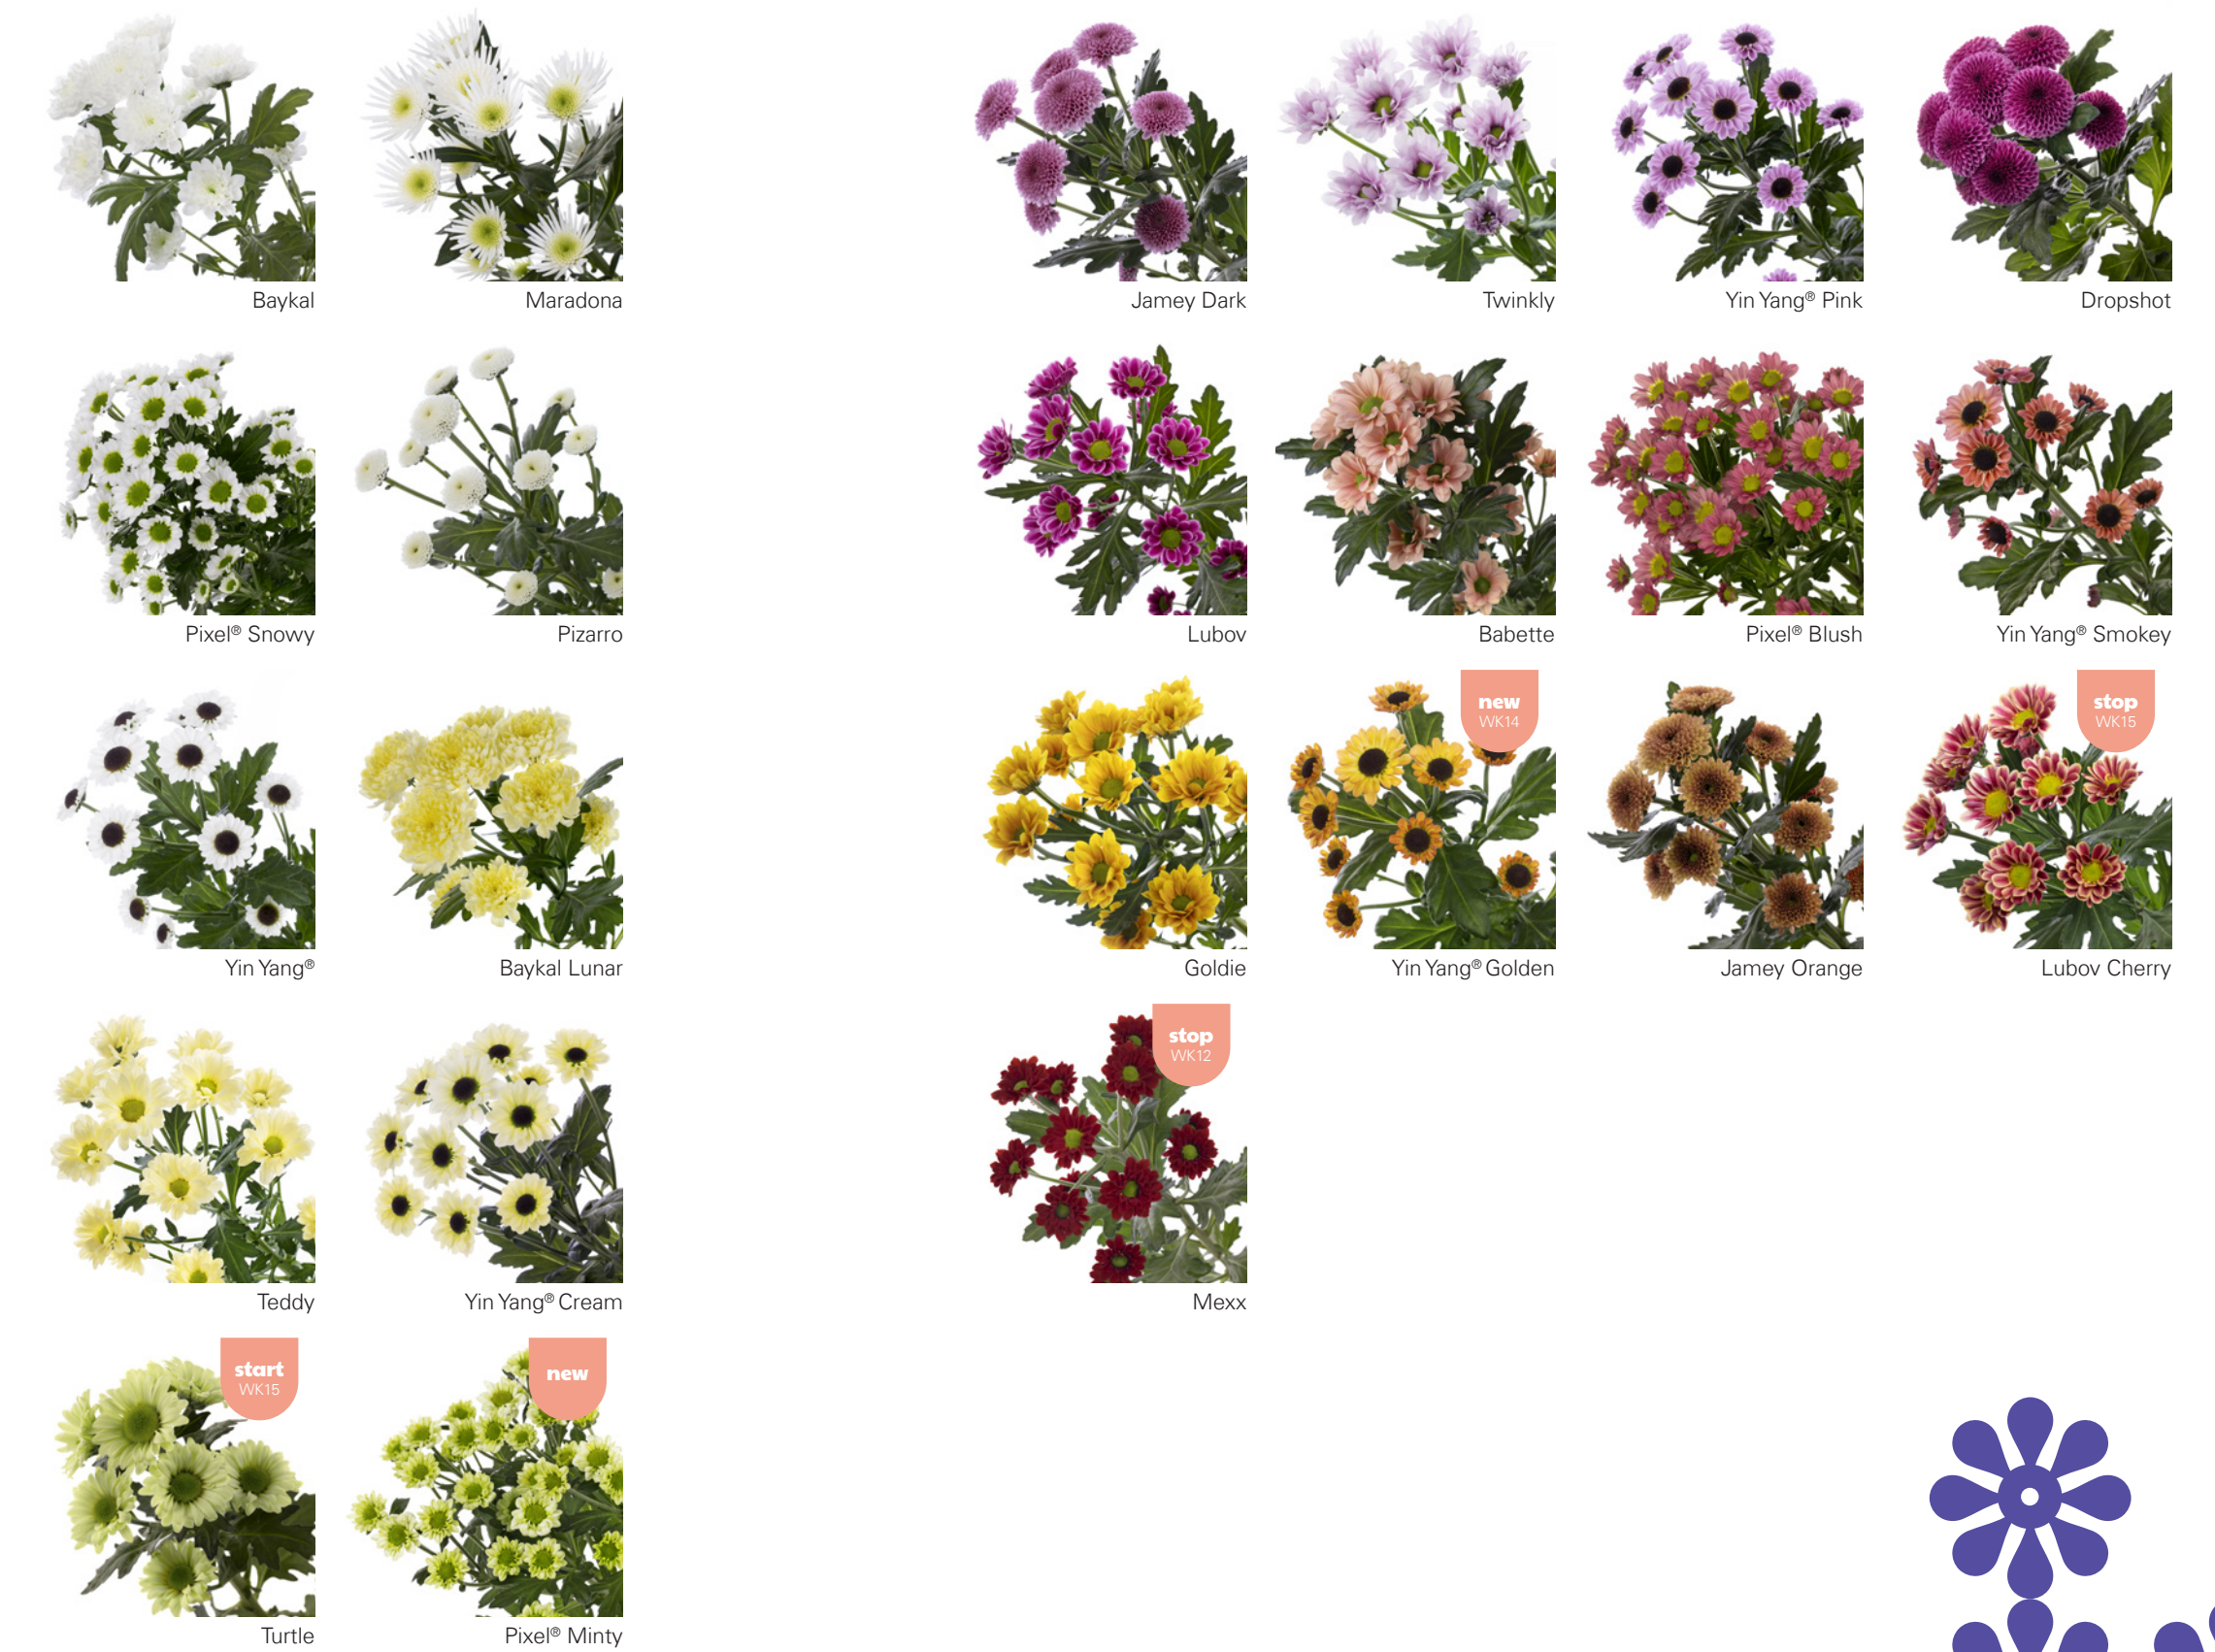 Baykal
Maradona
Jamey Dark
Twinkly
Yin Yang® Pink
Dropshot
Pixel® Snowy
Pizarro
Lubov
Babette
Pixel® Blush
Yin Yang® Smokey
new
WK14
stop
WK15
Yin Yang®
Baykal Lunar
Goldie
Yin Yang® Golden
Jamey Orange
Lubov Cherry
stop
WK12
Teddy
Yin Yang® Cream
Mexx
start
WK15
new
Turtle
Pixel® Minty